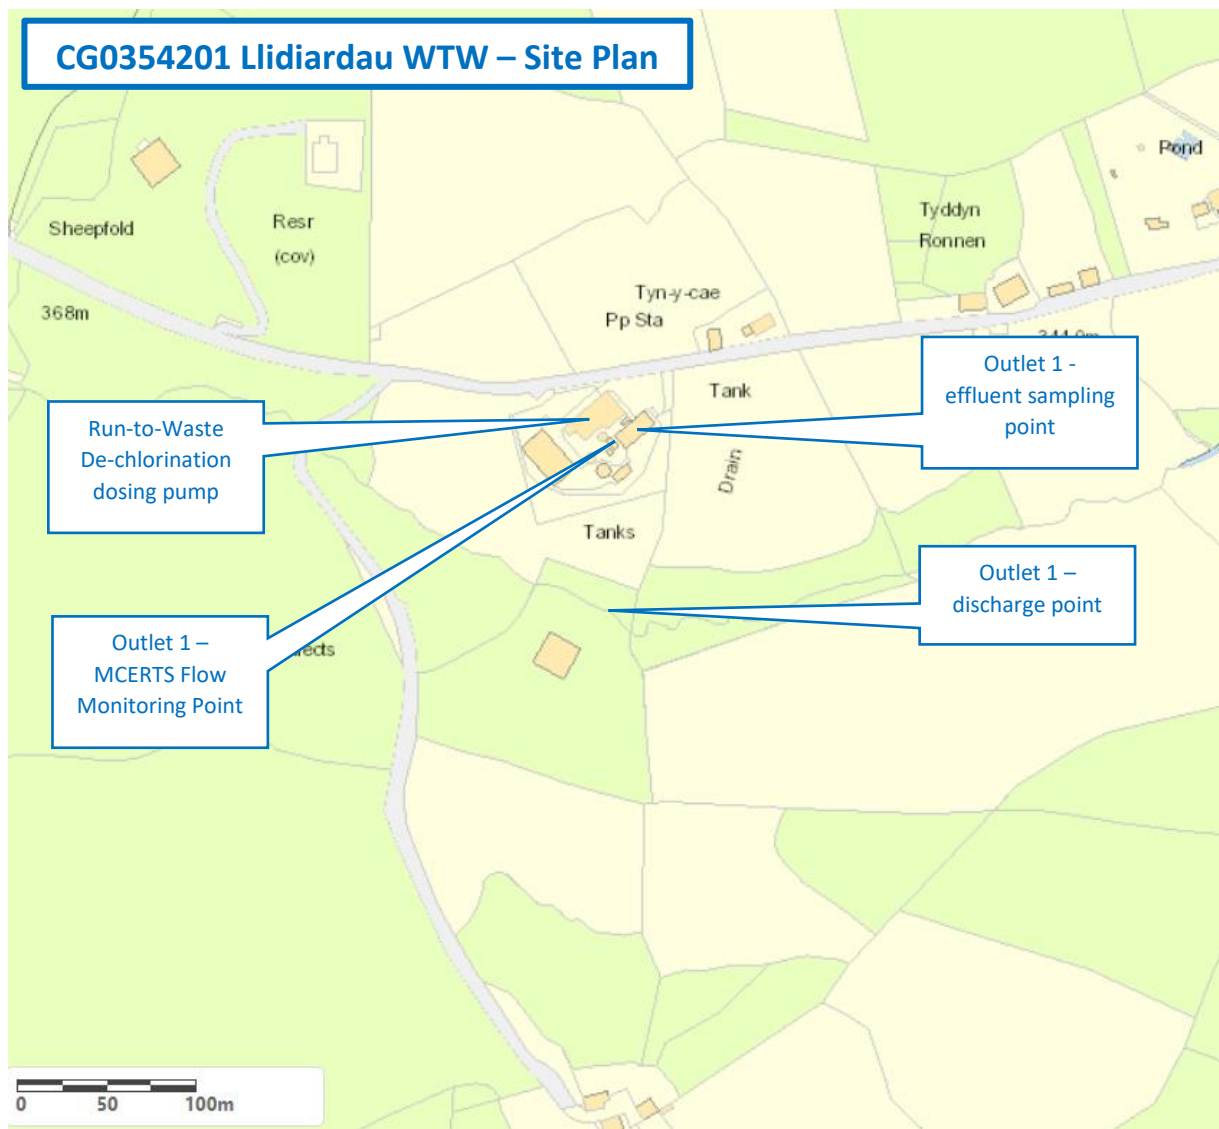 CG0354201 Llidiardau WTW – Site Plan
Pond
Sheepfold
Resr
(cov)
Tyddyn
Ronnen
368m
Tyn-y-cae
Pp Sta
Outlet 1 -
effluent sampling
point
Run-to-Waste
De-chlorination
dosing pump
Tank
Drain
Tanks
Outlet 1 –
discharge point
Outlet 1 –
MCERTS Flow
Monitoring Point
0 50 100m